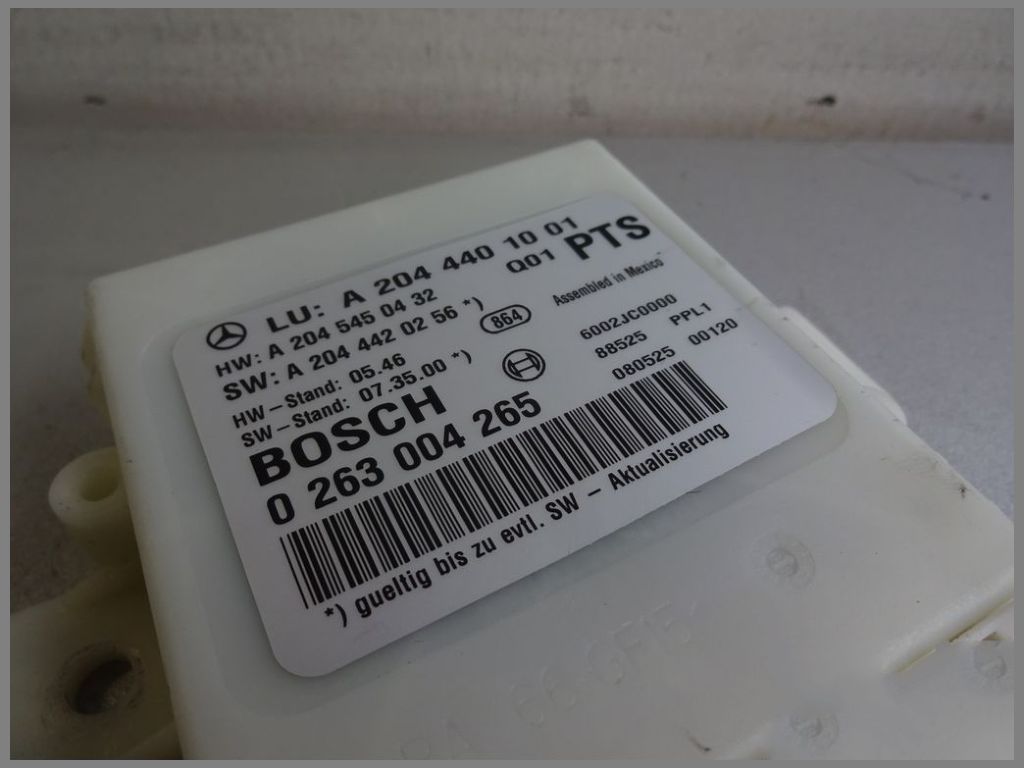 LU: A 204 440 10 01
Q01 PTS
HW: A 204 545 04 32
SW: A 204 442 02 56 *)
864
Assembled in Mexico
HW-Stand: 05.46
SW-Stand: 07.35.00 *)
6002JC0000
88525 PPL1
080525 00120
BOSCH
0 263 004 265
*) gueltig bis zu evtl. SW - Aktualisierung